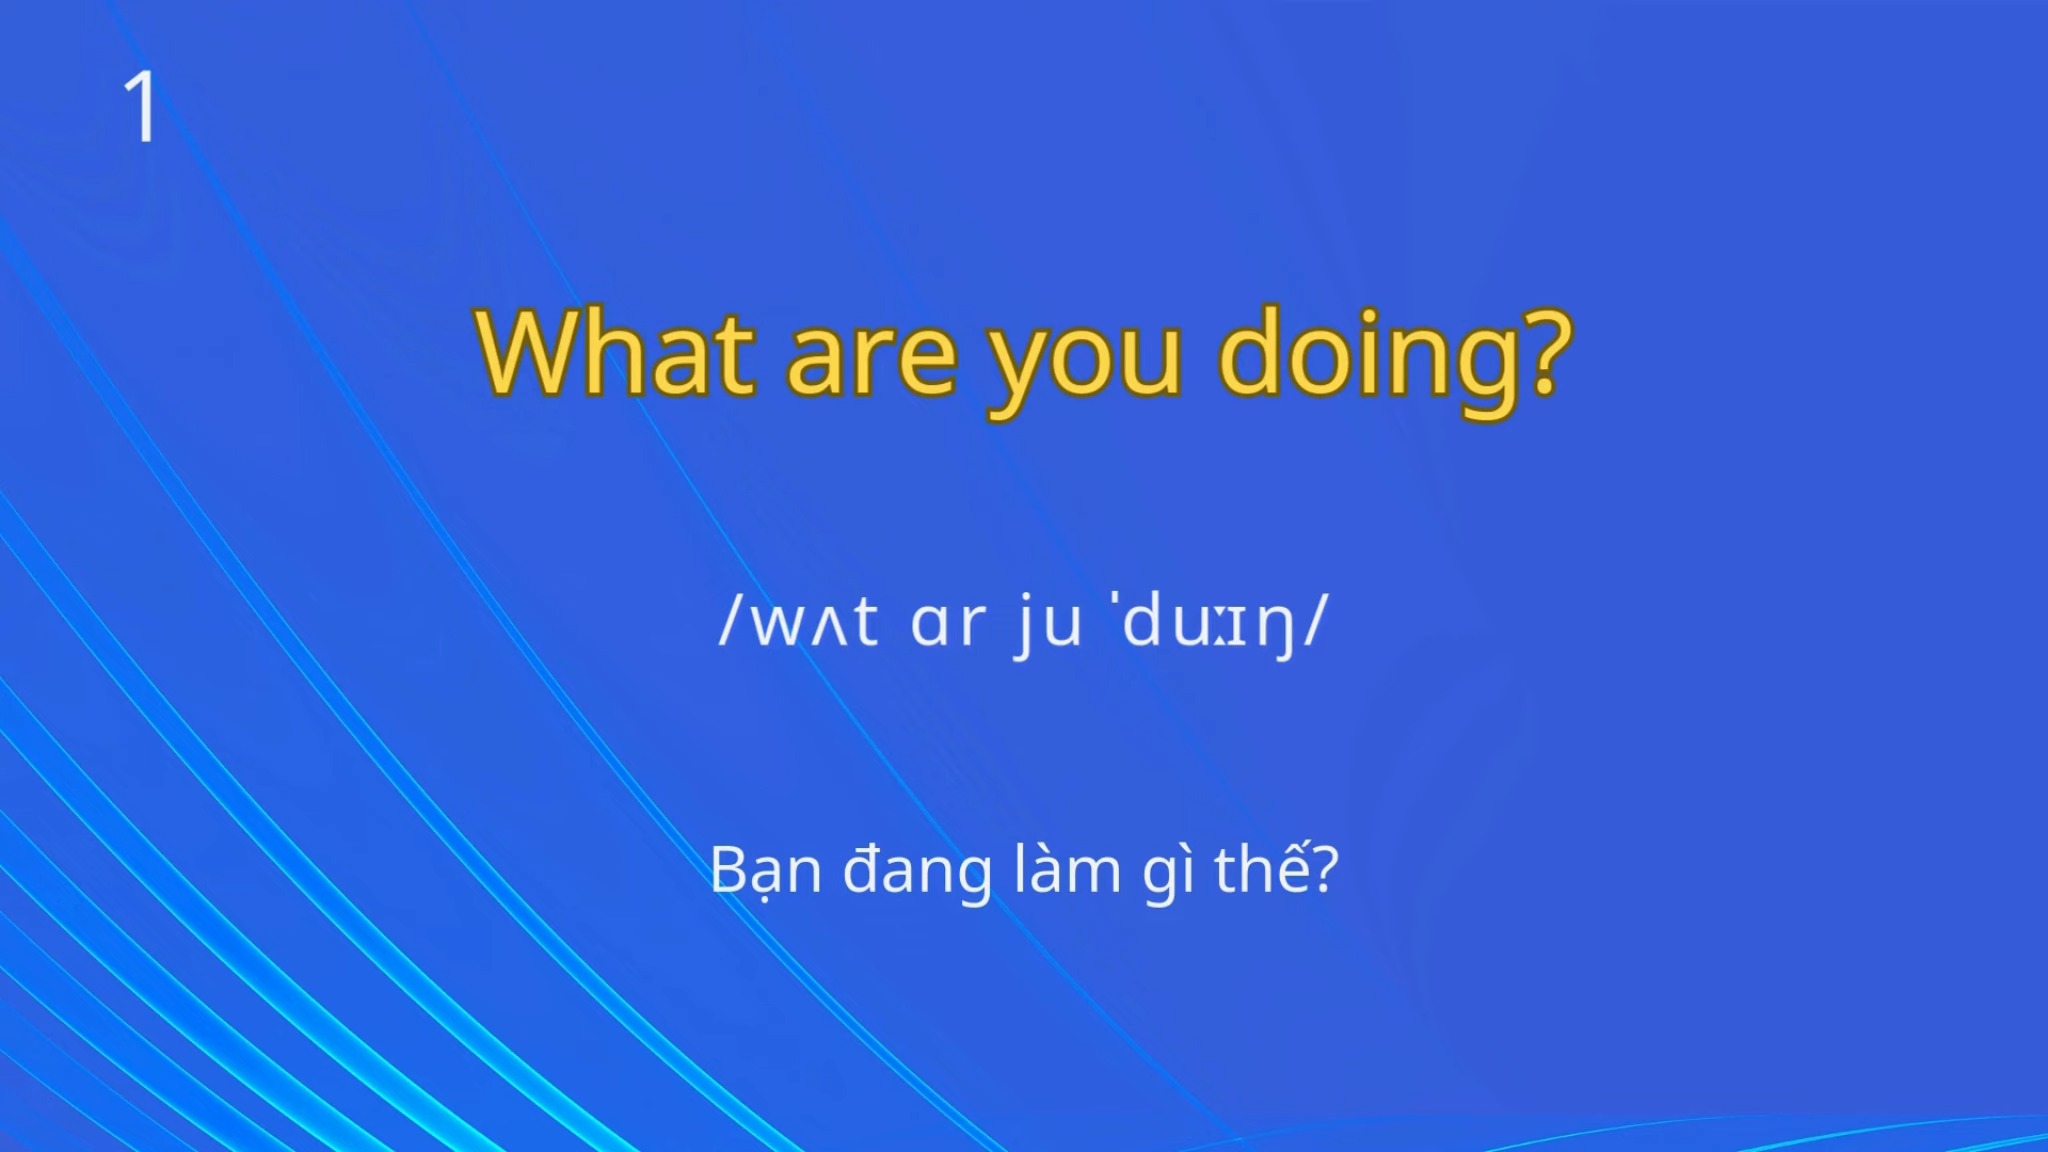 1
What are you doing?
/wʌt ɑr ju ˈduːɪŋ/
Bạn đang làm gì thế?